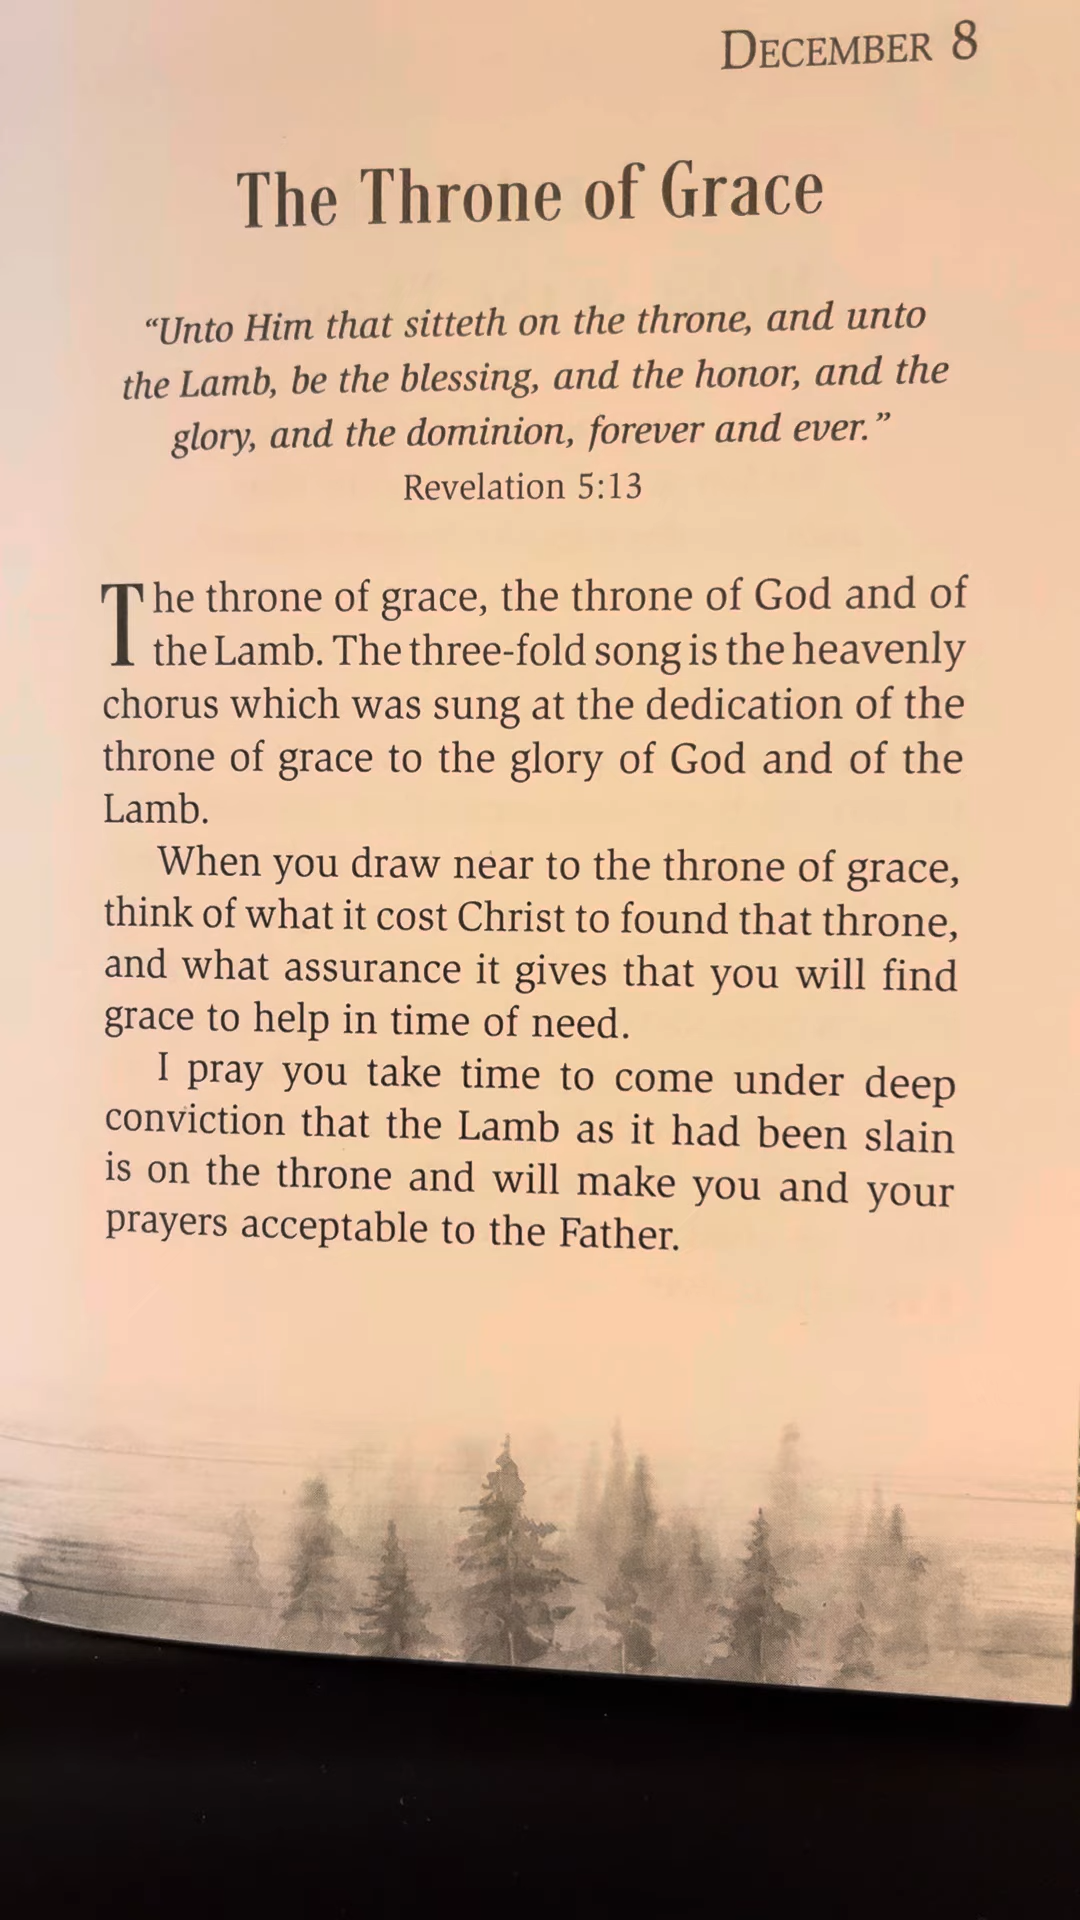 December 8
The Throne of Grace
“Unto Him that sitteth on the throne, and unto
the Lamb, be the blessing, and the honor, and the
glory, and the dominion, forever and ever.”
Revelation 5:13
The throne of grace, the throne of God and of
the Lamb. The three-fold song is the heavenly
chorus which was sung at the dedication of the
throne of grace to the glory of God and of the
Lamb.
When you draw near to the throne of grace,
think of what it cost Christ to found that throne,
and what assurance it gives that you will find
grace to help in time of need.
I pray you take time to come under deep
conviction that the Lamb as it had been slain
is on the throne and will make you and your
prayers acceptable to the Father.